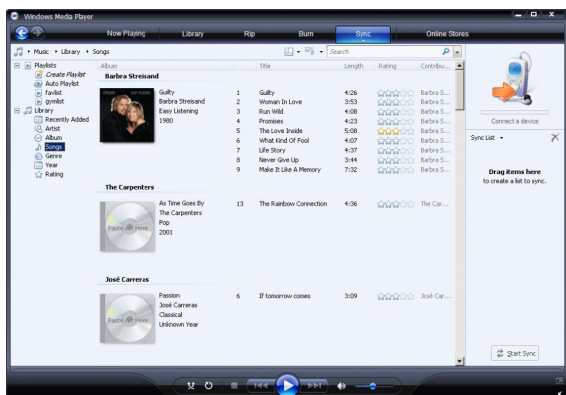 Windows Media Player
Now Playing Library Rip Burn Sync Online Stores
Music Library Songs
Search
Playlists
Create Playlist
Auto Playlist
favlist
gymlist
Library
Recently Added
Artist
Album
Songs
Genre
Year
Rating
Album Title Length Rating Contribu...
Barbra Streisand
Guilty
Barbra Streisand
Easy Listening
1980
1 Guilty 4:26 Barbra S...
2 Woman In Love 3:53 Barbra S...
3 Run Wild 4:08 Barbra S...
4 Promises 4:23 Barbra S...
5 The Love Inside 5:08 Barbra S...
6 What Kind Of Fool 4:07 Barbra S...
7 Life Story 4:37 Barbra S...
8 Never Give Up 3:44 Barbra S...
9 Make It Like A Memory 7:32 Barbra S...
The Carpenters
Paste Art Here
As Time Goes By
The Carpenters
Pop
2001
13 The Rainbow Connection 4:36 The Car...
José Carreras
Paste Art Here
Passion
José Carreras
Classical
Unknown Year
6 If tomorrow comes 3:09 José Car...
Connect a device
Sync List
Drag items here
to create a list to sync.
Start Sync